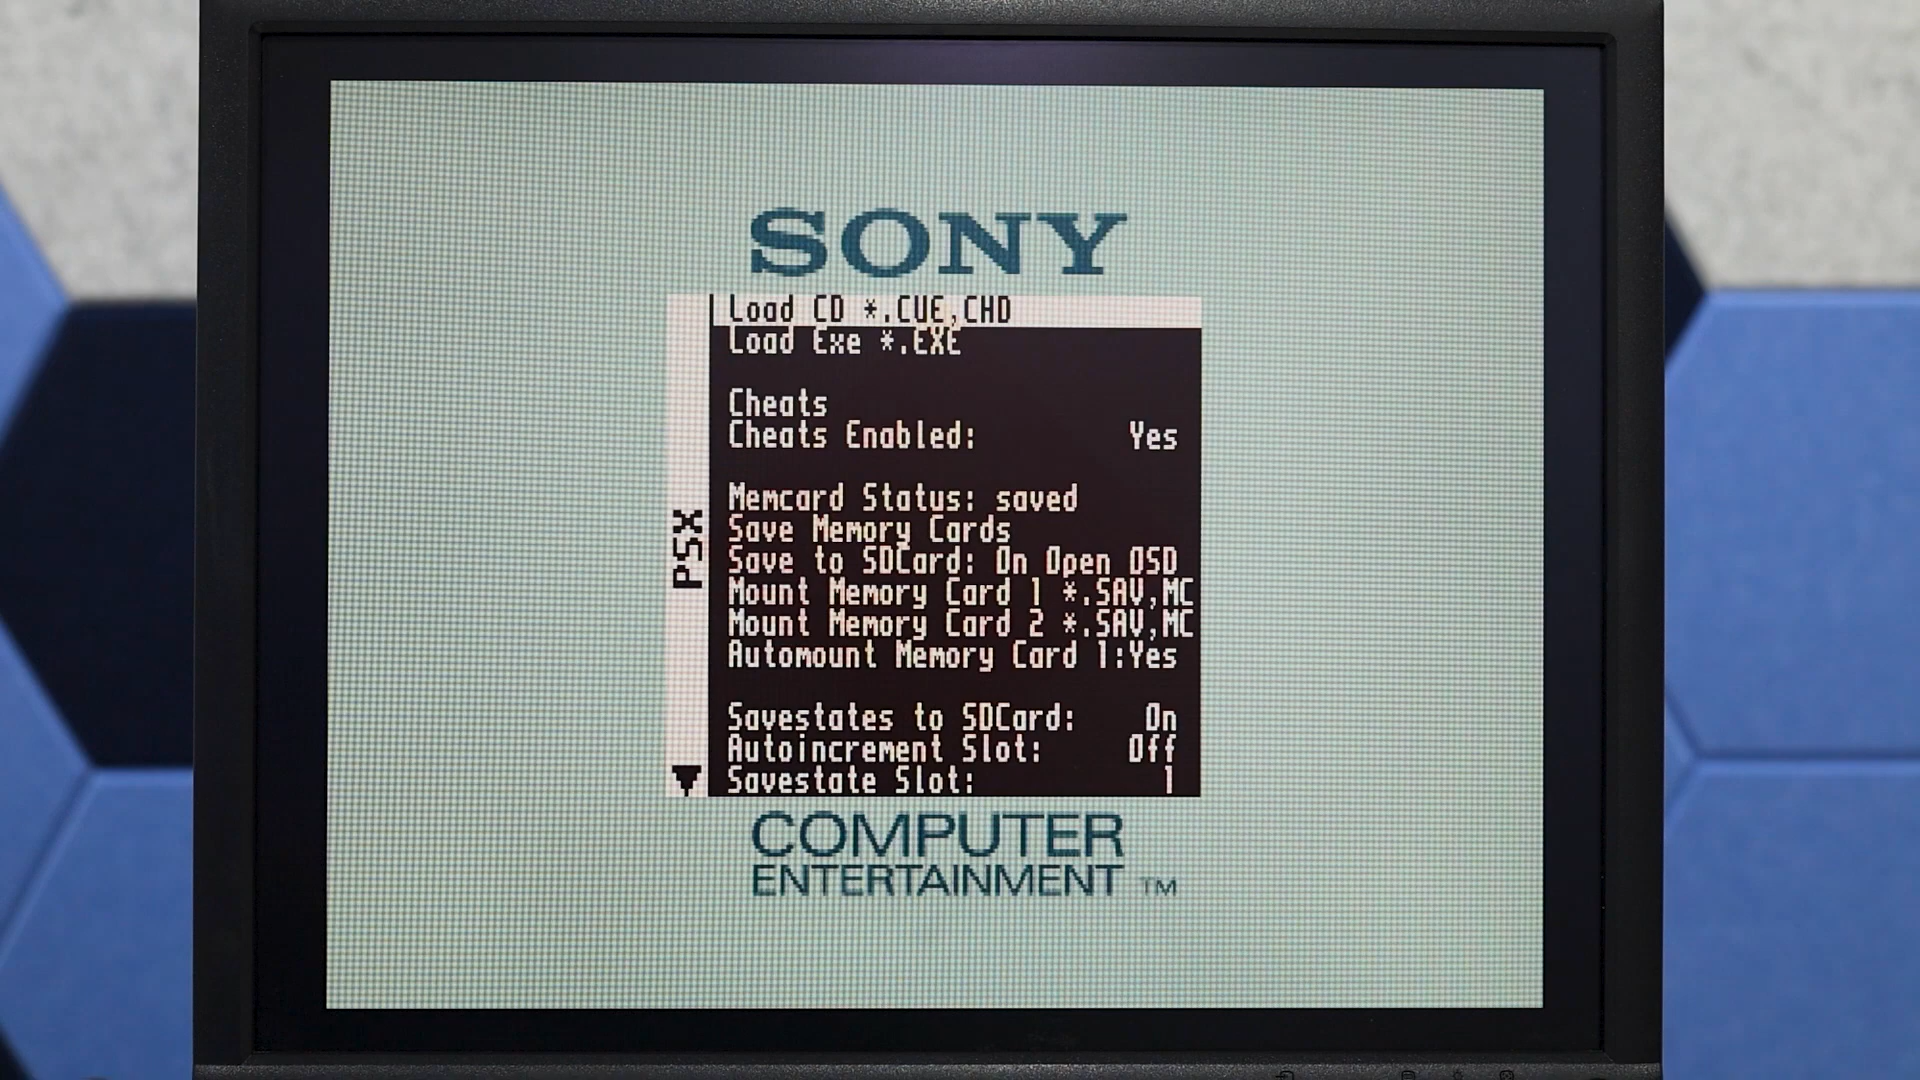 SONY
Load CD *.CUE,CHD
Load Exe *.EXE
Cheats
Cheats Enabled: Yes
Memcard Status: saved
Save Memory Cards
Save to SDCard: On Open OSD
Mount Memory Card 1 *.SAV,MC
Mount Memory Card 2 *.SAV,MC
Automount Memory Card 1:Yes
Savestates to SDCard: On
Autoincrement Slot: Off
Savestate Slot: 1
PSX
COMPUTER
ENTERTAINMENT TM